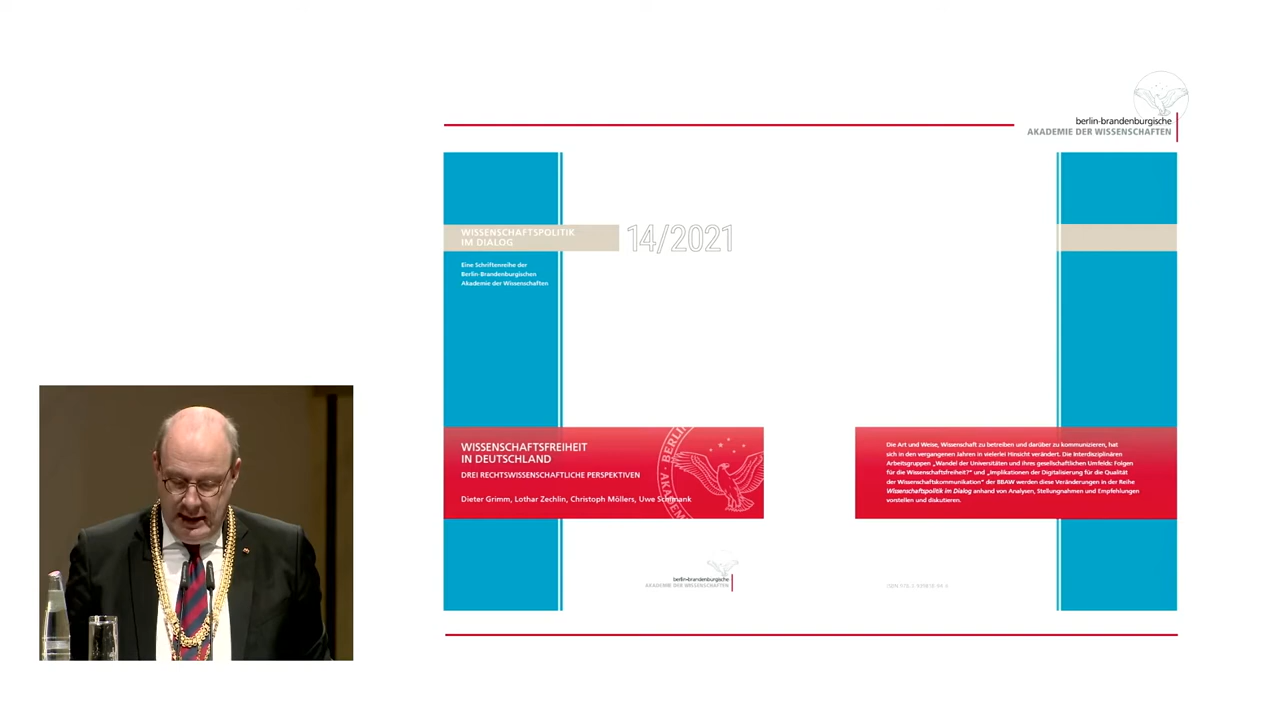 berlin-brandenburgische
AKADEMIE DER WISSENSCHAFTEN
WISSENSCHAFTSPOLITIK
IM DIALOG
14/2021
Eine Schriftenreihe der
Berlin-Brandenburgischen
Akademie der Wissenschaften
WISSENSCHAFTSFREIHEIT
IN DEUTSCHLAND
DREI RECHTSWISSENSCHAFTLICHE PERSPEKTIVEN
Dieter Grimm, Lothar Zechlin, Christoph Möllers, Uwe Schimank
Die Art und Weise, Wissenschaft zu betreiben und darüber zu kommunizieren, hat
sich in den vergangenen Jahren in vielerlei Hinsicht verändert. Die Interdisziplinären
Arbeitsgruppen „Wandel der Universitäten und ihres gesellschaftlichen Umfelds: Folgen
für die Wissenschaftsfreiheit?“ und „Implikationen der Digitalisierung für die Qualität
der Wissenschaftskommunikation“ der BBAW werden diese Veränderungen in der Reihe
Wissenschaftspolitik im Dialog anhand von Analysen, Stellungnahmen und Empfehlungen
vorstellen und diskutieren.
berlin-brandenburgische
AKADEMIE DER WISSENSCHAFTEN